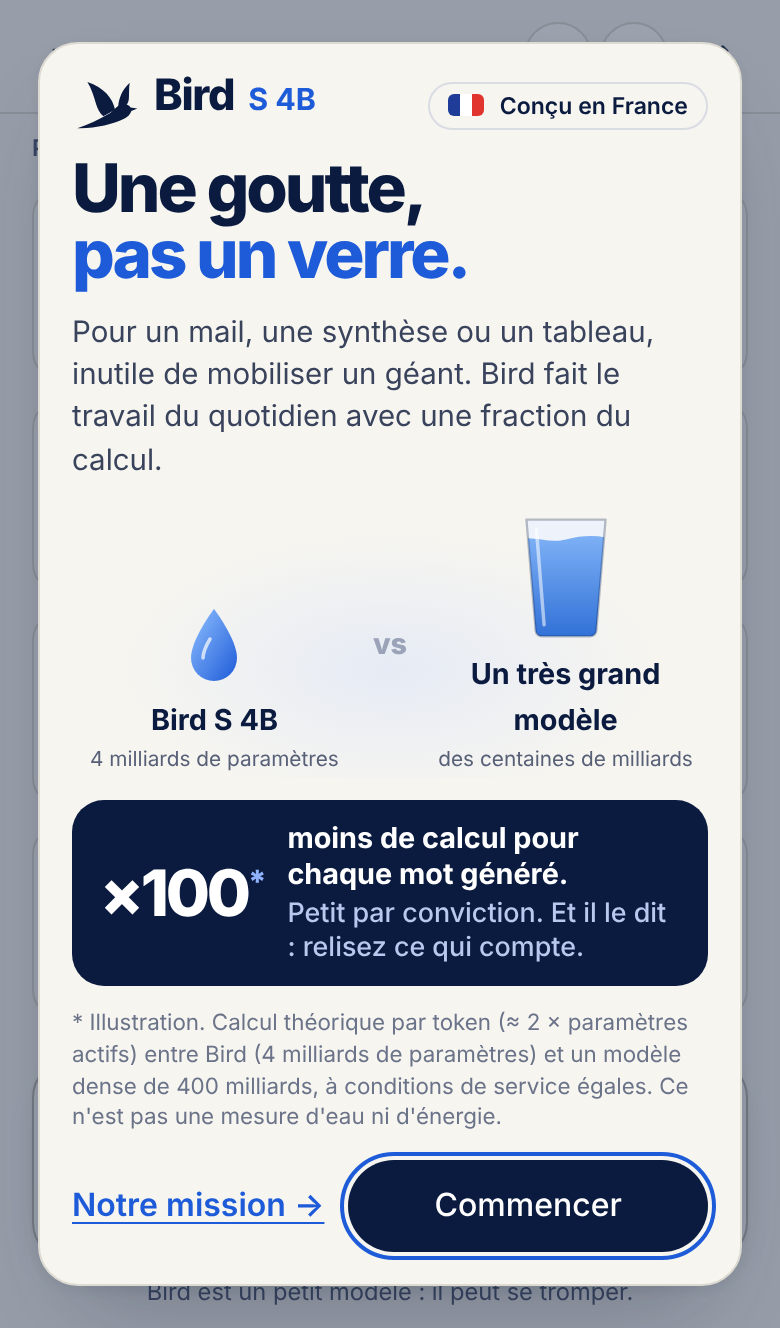 Bird S 4B
Conçu en France
Une goutte,
pas un verre.
Pour un mail, une synthèse ou un tableau,
inutile de mobiliser un géant. Bird fait le
travail du quotidien avec une fraction du
calcul.
vs
Bird S 4B
4 milliards de paramètres
Un très grand
modèle
des centaines de milliards
×100*
moins de calcul pour
chaque mot généré.
Petit par conviction. Et il le dit
: relisez ce qui compte.
* Illustration. Calcul théorique par token (≈ 2 × paramètres
actifs) entre Bird (4 milliards de paramètres) et un modèle
dense de 400 milliards, à conditions de service égales. Ce
n'est pas une mesure d'eau ni d'énergie.
Notre mission →
Commencer
Bird est un petit modèle : il peut se tromper.